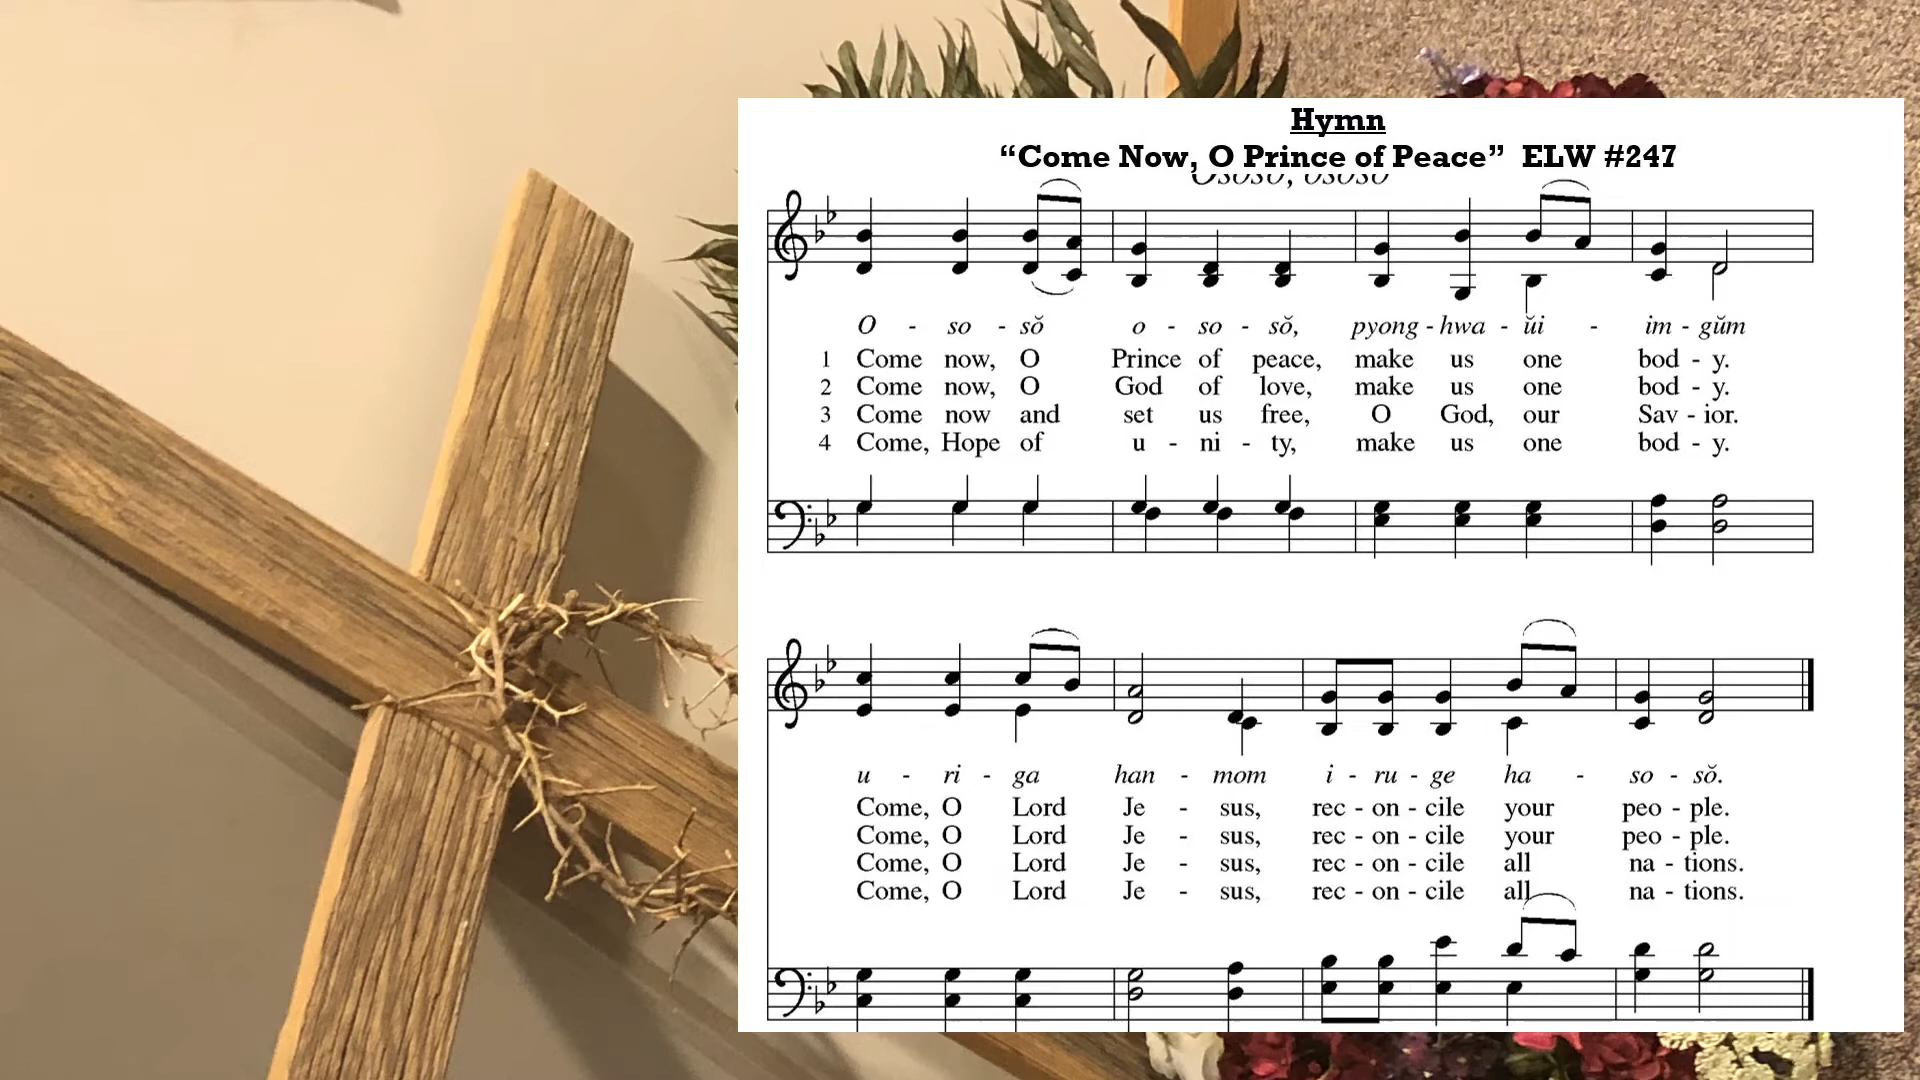 Hymn
“Come Now, O Prince of Peace” ELW #247
Ososŏ, ososŏ
O - so - sŏ o - so - sŏ, pyong - hwa - ŭi - im - gŭm
1 Come now, O Prince of peace, make us one bod - y.
2 Come now, O God of love, make us one bod - y.
3 Come now and set us free, O God, our Sav - ior.
4 Come, Hope of u - ni - ty, make us one bod - y.
u - ri - ga han - mom i - ru - ge ha - so - sŏ.
Come, O Lord Je - sus, rec - on - cile your peo - ple.
Come, O Lord Je - sus, rec - on - cile your peo - ple.
Come, O Lord Je - sus, rec - on - cile all na - tions.
Come, O Lord Je - sus, rec - on - cile all na - tions.